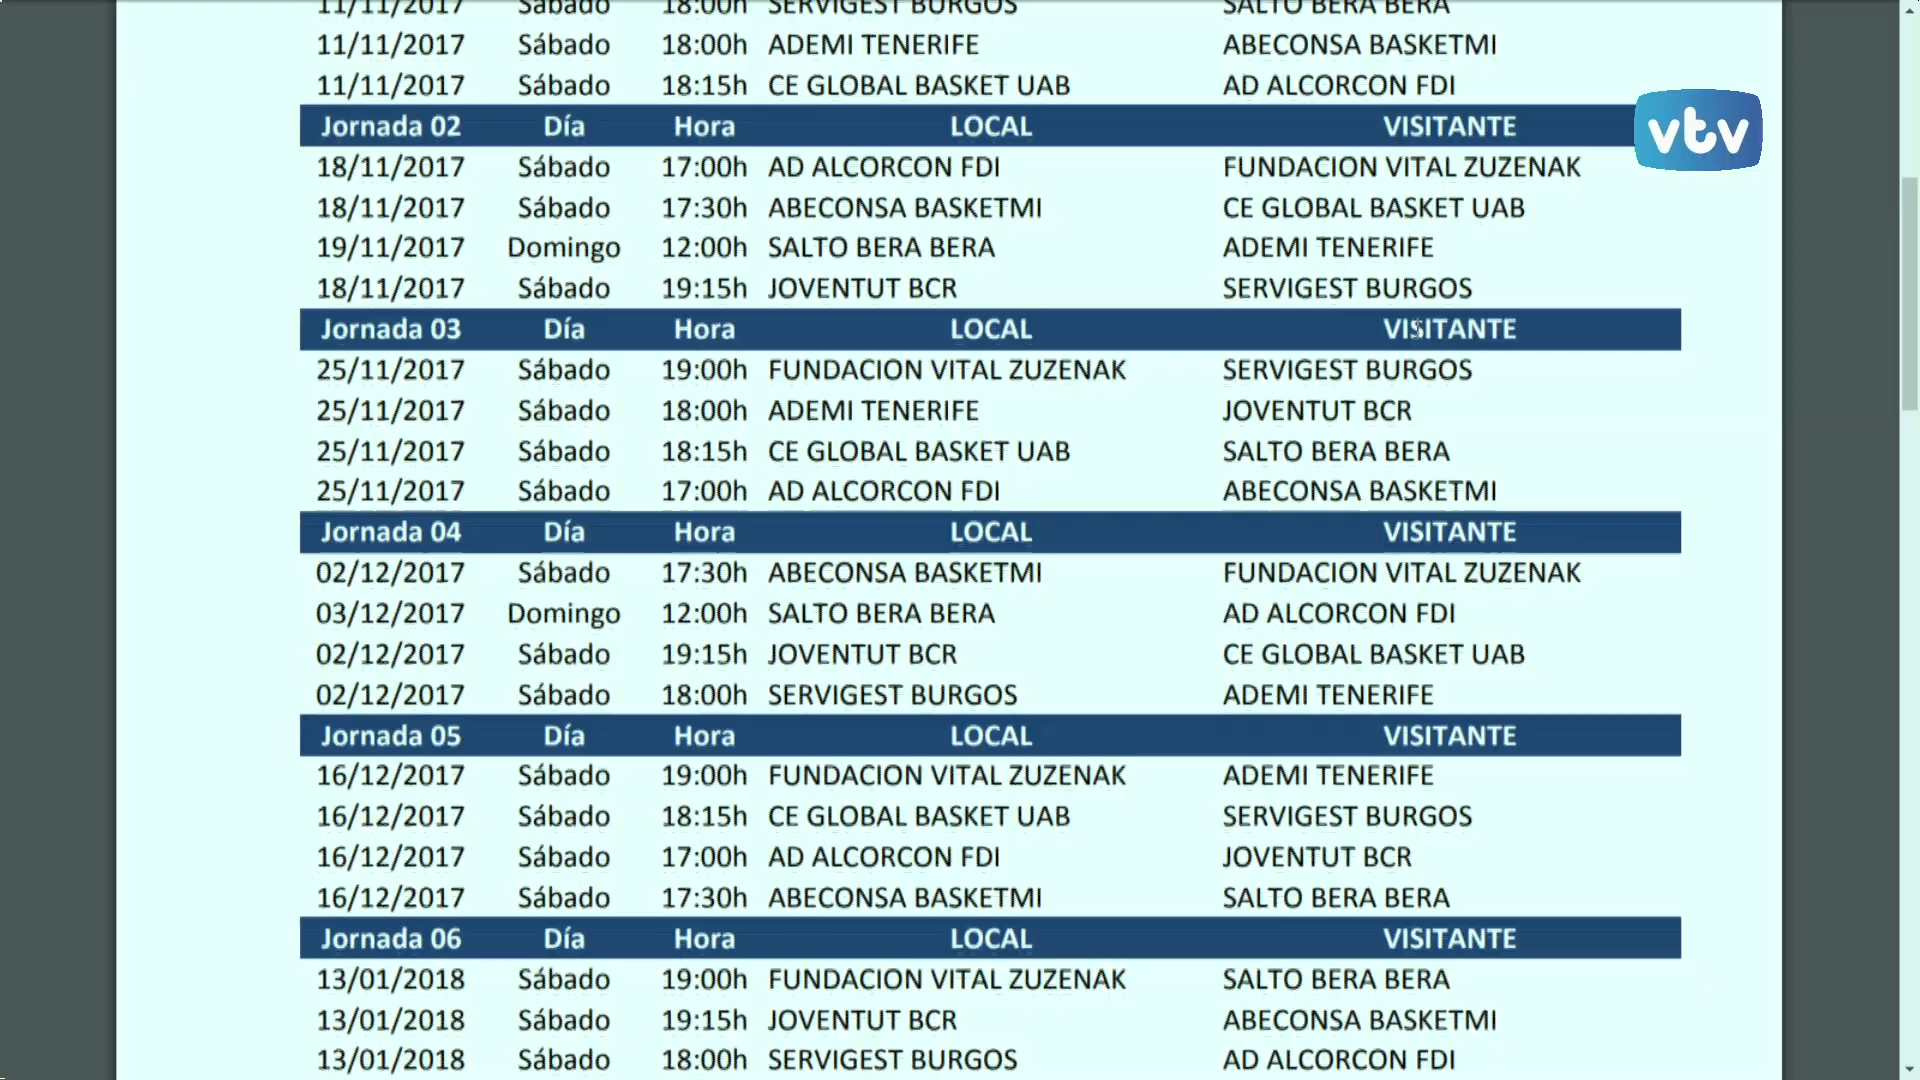 11/11/2017 Sábado 18:00h SERVIGEST BURGOS SALTO BERA BERA
11/11/2017 Sábado 18:00h ADEMI TENERIFE ABECONSA BASKETMI
11/11/2017 Sábado 18:15h CE GLOBAL BASKET UAB AD ALCORCON FDI
Jornada 02 Día Hora LOCAL VISITANTE
vtv
18/11/2017 Sábado 17:00h AD ALCORCON FDI FUNDACION VITAL ZUZENAK
18/11/2017 Sábado 17:30h ABECONSA BASKETMI CE GLOBAL BASKET UAB
19/11/2017 Domingo 12:00h SALTO BERA BERA ADEMI TENERIFE
18/11/2017 Sábado 19:15h JOVENTUT BCR SERVIGEST BURGOS
Jornada 03 Día Hora LOCAL VISITANTE
25/11/2017 Sábado 19:00h FUNDACION VITAL ZUZENAK SERVIGEST BURGOS
25/11/2017 Sábado 18:00h ADEMI TENERIFE JOVENTUT BCR
25/11/2017 Sábado 18:15h CE GLOBAL BASKET UAB SALTO BERA BERA
25/11/2017 Sábado 17:00h AD ALCORCON FDI ABECONSA BASKETMI
Jornada 04 Día Hora LOCAL VISITANTE
02/12/2017 Sábado 17:30h ABECONSA BASKETMI FUNDACION VITAL ZUZENAK
03/12/2017 Domingo 12:00h SALTO BERA BERA AD ALCORCON FDI
02/12/2017 Sábado 19:15h JOVENTUT BCR CE GLOBAL BASKET UAB
02/12/2017 Sábado 18:00h SERVIGEST BURGOS ADEMI TENERIFE
Jornada 05 Día Hora LOCAL VISITANTE
16/12/2017 Sábado 19:00h FUNDACION VITAL ZUZENAK ADEMI TENERIFE
16/12/2017 Sábado 18:15h CE GLOBAL BASKET UAB SERVIGEST BURGOS
16/12/2017 Sábado 17:00h AD ALCORCON FDI JOVENTUT BCR
16/12/2017 Sábado 17:30h ABECONSA BASKETMI SALTO BERA BERA
Jornada 06 Día Hora LOCAL VISITANTE
13/01/2018 Sábado 19:00h FUNDACION VITAL ZUZENAK SALTO BERA BERA
13/01/2018 Sábado 19:15h JOVENTUT BCR ABECONSA BASKETMI
13/01/2018 Sábado 18:00h SERVIGEST BURGOS AD ALCORCON FDI